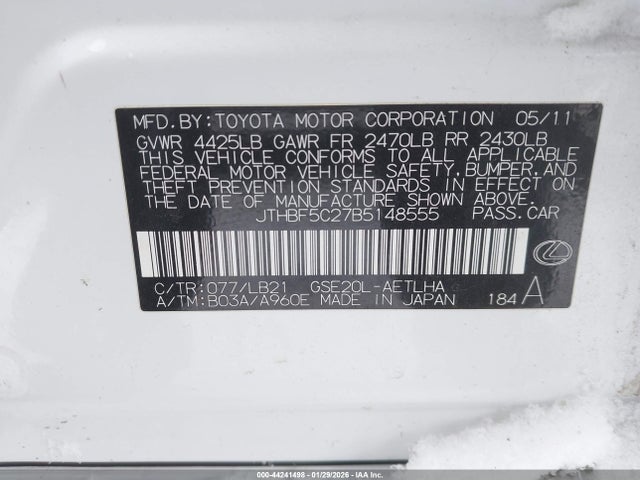 MFD.BY:TOYOTA MOTOR CORPORATION 05/11
GVWR 4425LB GAWR FR 2470LB RR 2430LB
THIS VEHICLE CONFORMS TO ALL APPLICABLE
FEDERAL MOTOR VEHICLE SAFETY,BUMPER,AND
THEFT PREVENTION STANDARDS IN EFFECT ON
THE DATE OF MANUFACTURE SHOWN ABOVE.
JTHBF5C27B5148555 PASS.CAR
C/TR:077/LB21 GSE20L-AETLHA
A/TM:B03A/A960E MADE IN JAPAN 184 A
© COPYRIGHT - 44241498 - 01/29/2026 - IAA, INC.